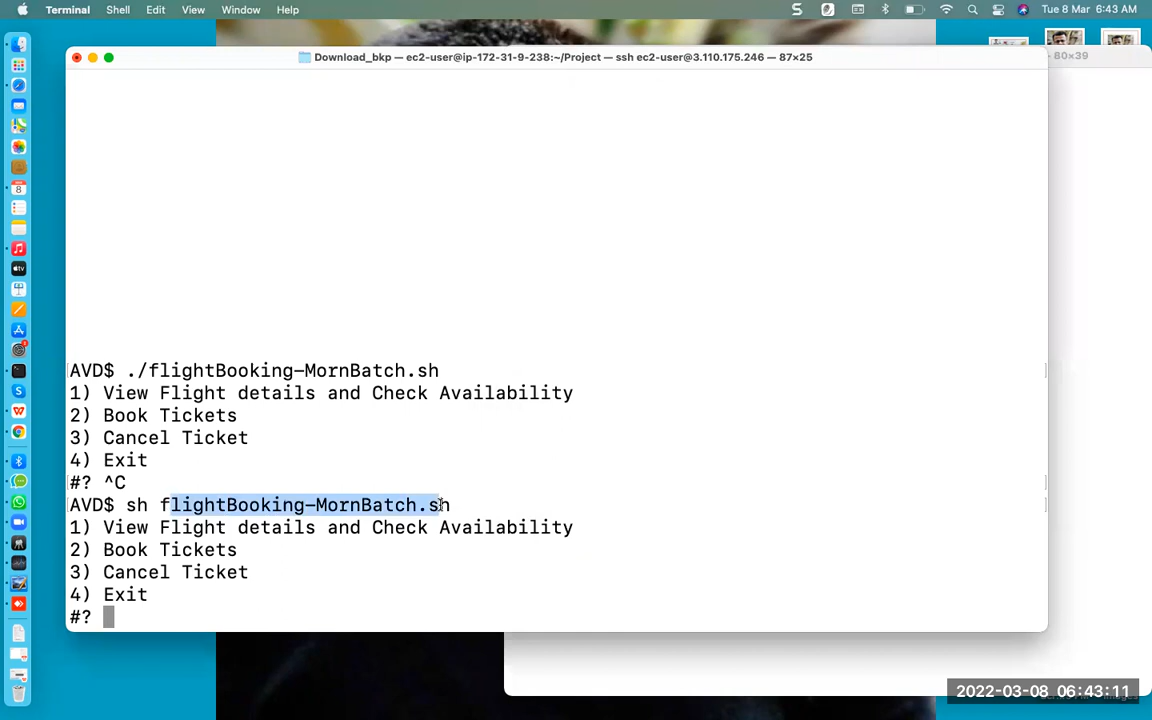 Terminal Shell Edit View Window Help Tue 8 Mar 6:43 AM
Download_bkp — ec2-user@ip-172-31-9-238:~/Project — ssh ec2-user@3.110.175.246 — 87×25
80×39
AVD$ ./flightBooking-MornBatch.sh
1) View Flight details and Check Availability
2) Book Tickets
3) Cancel Ticket
4) Exit
#? ^C
AVD$ sh flightBooking-MornBatch.sh
1) View Flight details and Check Availability
2) Book Tickets
3) Cancel Ticket
4) Exit
#?
2022-03-08 06:43:11